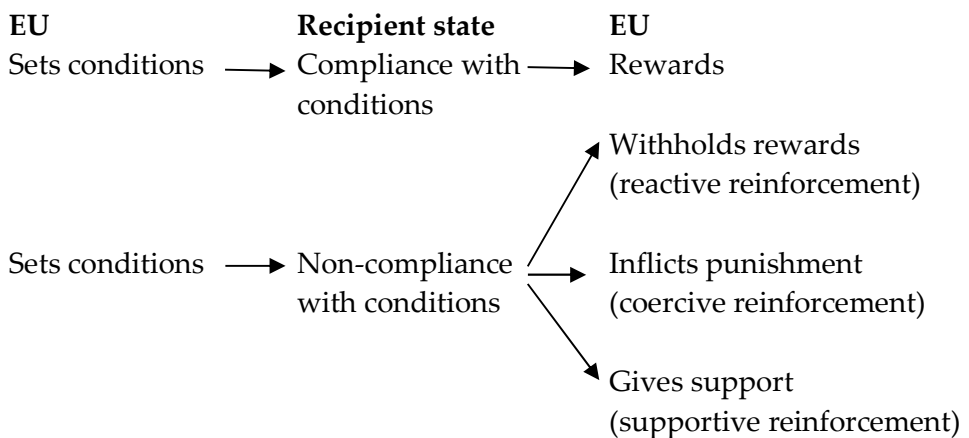 EU Recipient state EU
Sets conditions Compliance with Rewards
conditions
Withholds rewards
(reactive reinforcement)
Sets conditions Non-compliance Inflicts punishment
with conditions (coercive reinforcement)
Gives support
(supportive reinforcement)